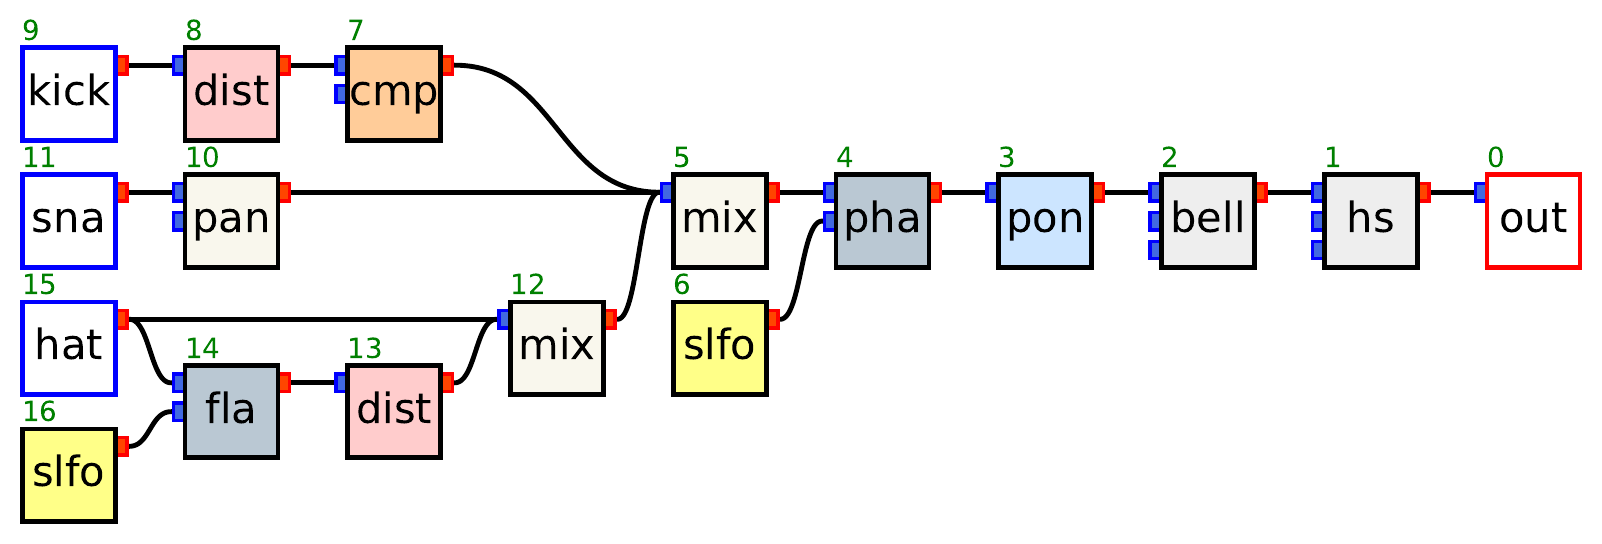 9
kick
8
dist
7
cmp
11
sna
10
pan
5
mix
4
pha
3
pon
2
bell
1
hs
0
out
15
hat
14
fla
13
dist
12
mix
6
slfo
16
slfo